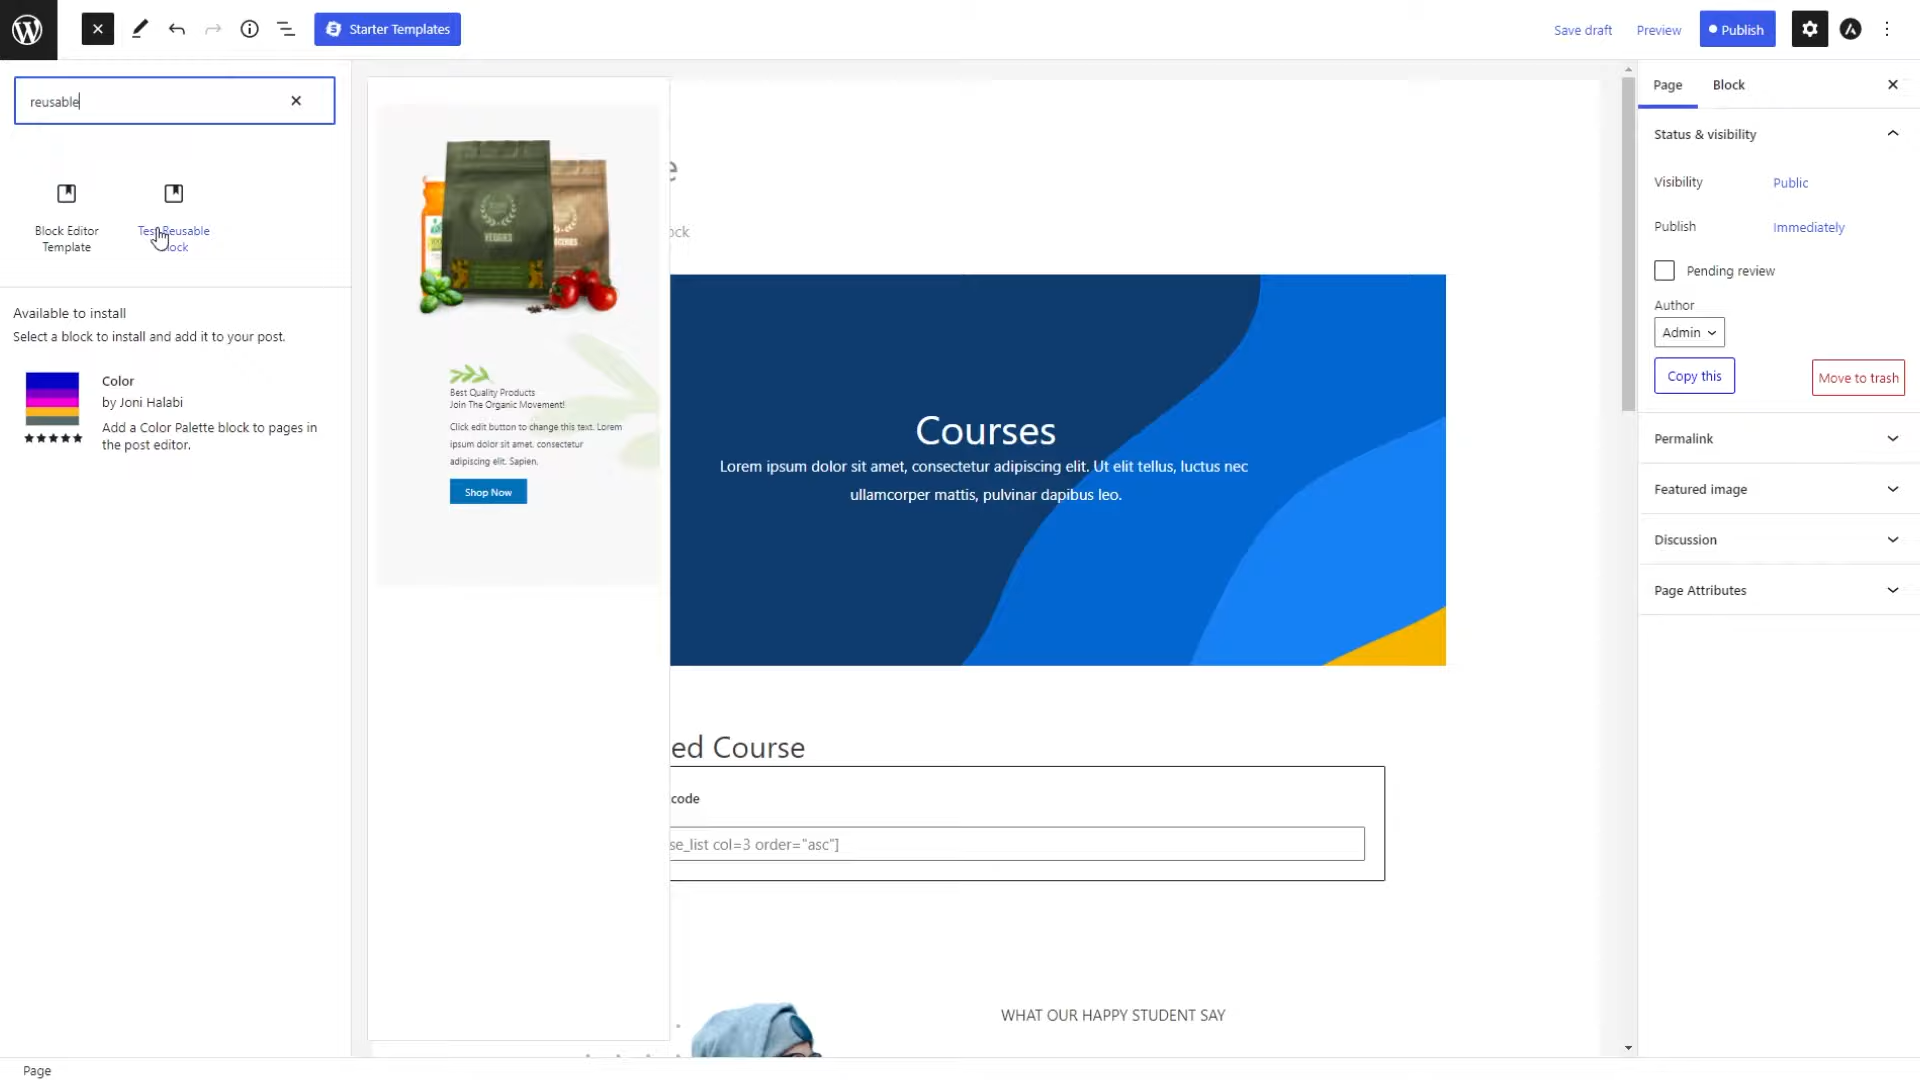 Starter Templates
Save draft
Preview
Publish
reusable
Page
Block
Status & visibility
Block Editor
Template
Visibility
Public
Publish
Immediately
Pending review
Author
Admin
Copy this
Move to trash
Permalink
Featured image
Discussion
Page Attributes
Available to install
Select a block to install and add it to your post.
Color
by Joni Halabi
Add a Color Palette block to pages in
the post editor.
VEGGIES
Best Quality Products
Join The Organic Movement!
Click edit button to change this text. Lorem
ipsum dolor sit amet, consectetur
adipiscing elit. Sapien.
Shop Now
e
ock
Courses
Lorem ipsum dolor sit amet, consectetur adipiscing elit. Ut elit tellus, luctus nec
ullamcorper mattis, pulvinar dapibus leo.
ed Course
code
se_list col=3 order="asc"]
WHAT OUR HAPPY STUDENT SAY
Page